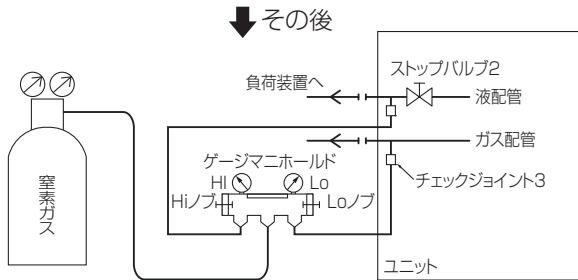 その後
ストップバルブ2
負荷装置へ
液配管
ガス配管
ゲージマニホールド
HI
Lo
チェックジョイント3
Hiノブ
Loノブ
窒素ガス
ユニット